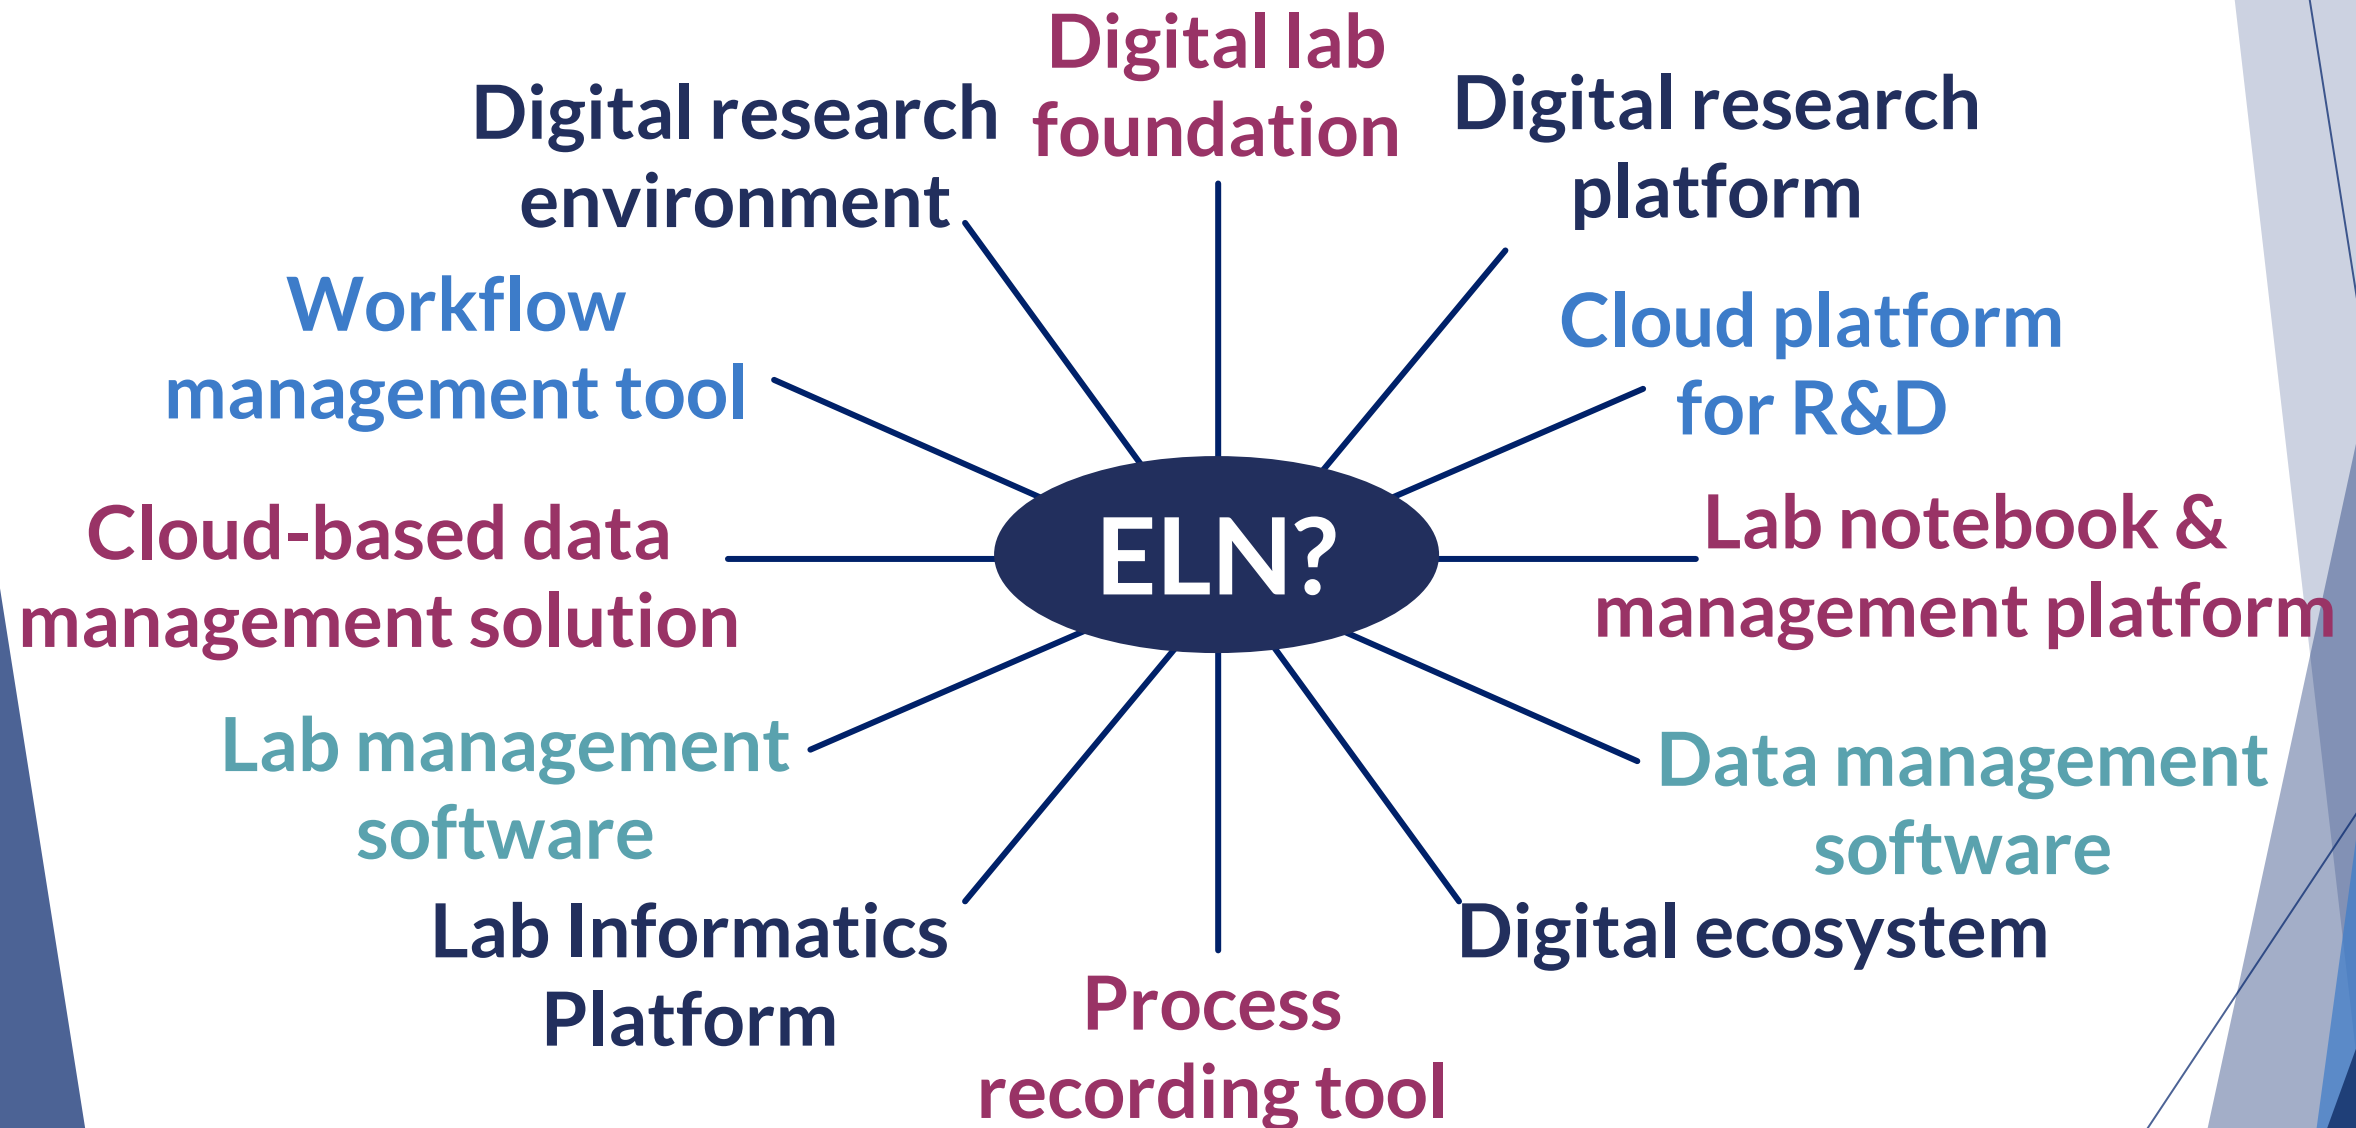 Digital lab
foundation
Digital research
environment
Digital research
platform
Workflow
management tool
Cloud platform
for R&D
Cloud-based data
management solution
ELN?
Lab notebook &
management platform
Lab management
software
Data management
software
Lab Informatics
Platform
Digital ecosystem
Process
recording tool